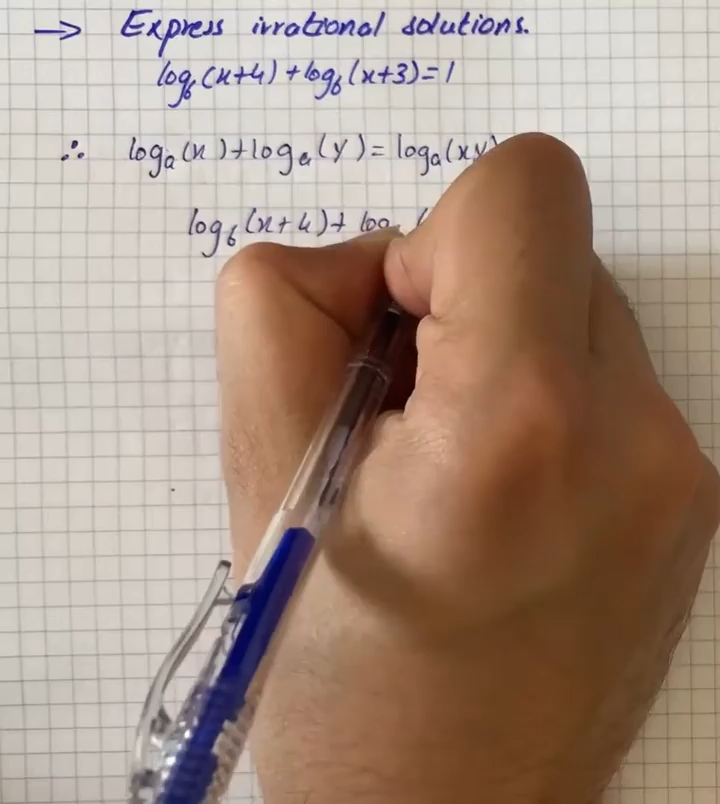 → Express irrational solutions.
log₆(x+4)+log₆(x+3)=1
∴ logₐ(x)+logₐ(y)=logₐ(xy)
log₆(x+4)+ log